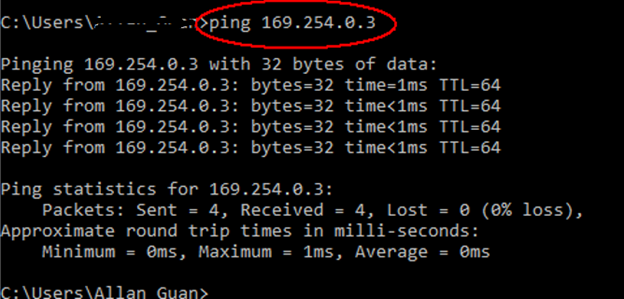 C:\Users\ >ping 169.254.0.3
Pinging 169.254.0.3 with 32 bytes of data:
Reply from 169.254.0.3: bytes=32 time=1ms TTL=64
Reply from 169.254.0.3: bytes=32 time<1ms TTL=64
Reply from 169.254.0.3: bytes=32 time<1ms TTL=64
Reply from 169.254.0.3: bytes=32 time<1ms TTL=64
Ping statistics for 169.254.0.3:
Packets: Sent = 4, Received = 4, Lost = 0 (0% loss),
Approximate round trip times in milli-seconds:
Minimum = 0ms, Maximum = 1ms, Average = 0ms
C:\Users\Allan Guan>